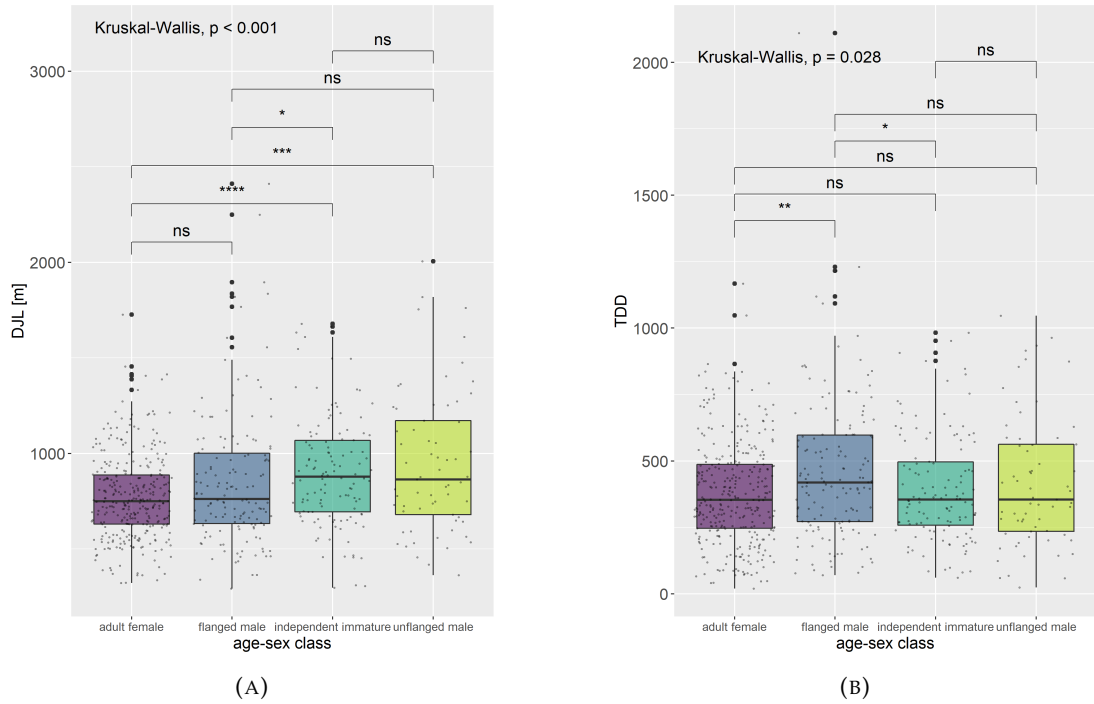 Kruskal-Wallis, p < 0.001
ns
ns
*
***
****
ns
3000
2000
1000
DJL [m]
adult female
flanged male
independent immature
unflanged male
age-sex class
(A)
Kruskal-Wallis, p = 0.028
ns
ns
*
ns
ns
**
2000
1500
1000
500
0
TDD
adult female
flanged male
independent immature
unflanged male
age-sex class
(B)